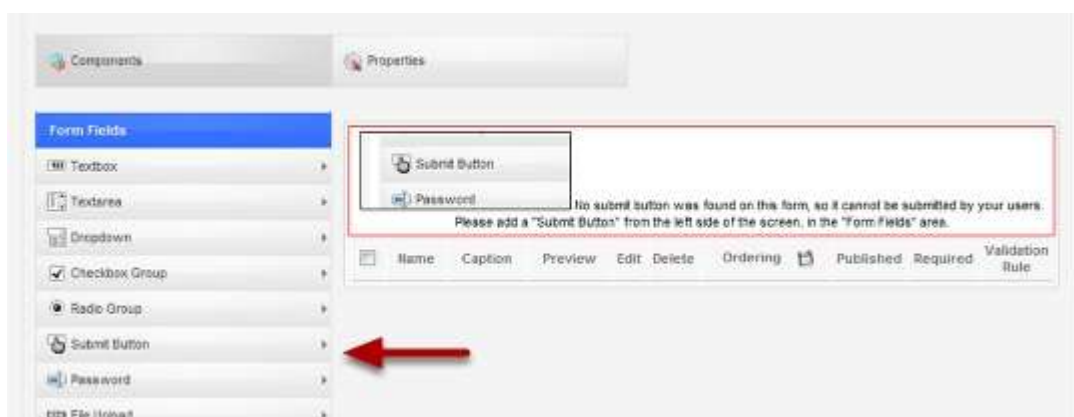 Components
Properties
Form Fields
Textbox
Textarea
Dropdown
Checkbox Group
Radio Group
Submit Button
Password
File Upload
Submit Button
Password
No submit button was found on this form, so it cannot be submitted by your users.
Please add a "Submit Button" from the left side of the screen, in the "Form Fields" area.
Name Caption Preview Edit Delete Ordering Published Required Validation Rule